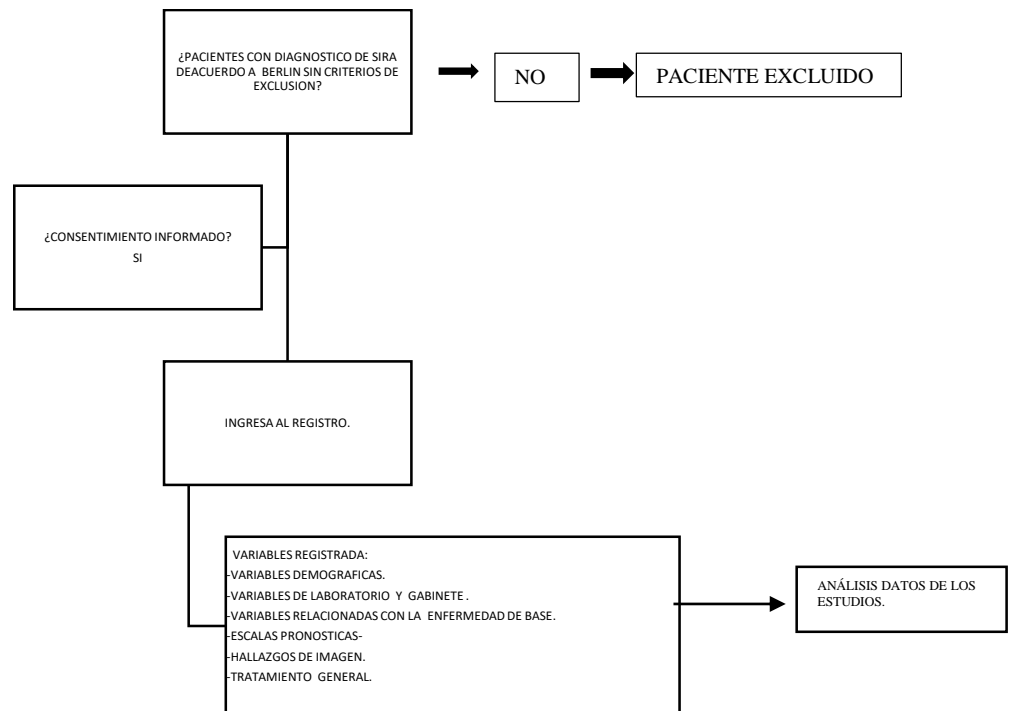 ¿PACIENTES CON DIAGNOSTICO DE SIRA
DEACUERDO A BERLIN SIN CRITERIOS DE
EXCLUSION?
NO
PACIENTE EXCLUIDO
¿CONSENTIMIENTO INFORMADO?
SI
INGRESA AL REGISTRO.
VARIABLES REGISTRADA:
-VARIABLES DEMOGRAFICAS.
-VARIABLES DE LABORATORIO Y GABINETE .
-VARIABLES RELACIONADAS CON LA ENFERMEDAD DE BASE.
-ESCALAS PRONOSTICAS-
-HALLAZGOS DE IMAGEN.
-TRATAMIENTO GENERAL.
ANÁLISIS DATOS DE LOS
ESTUDIOS.